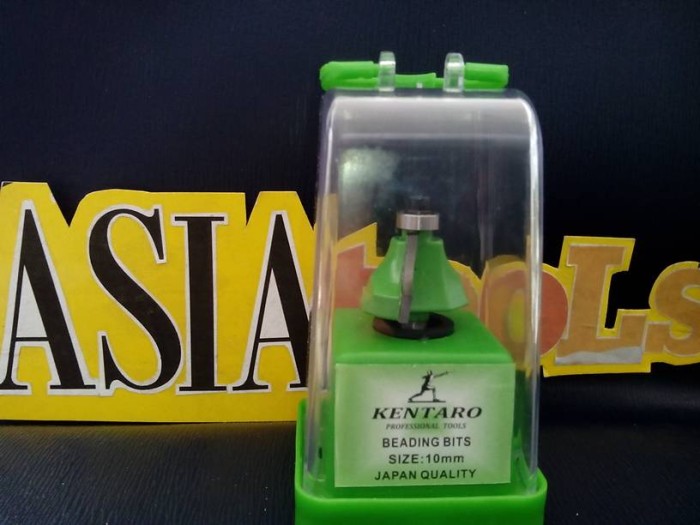 ASIA TOOLS
KENTARO
PROFESSIONAL TOOLS
BEADING BITS
SIZE:10mm
JAPAN QUALITY